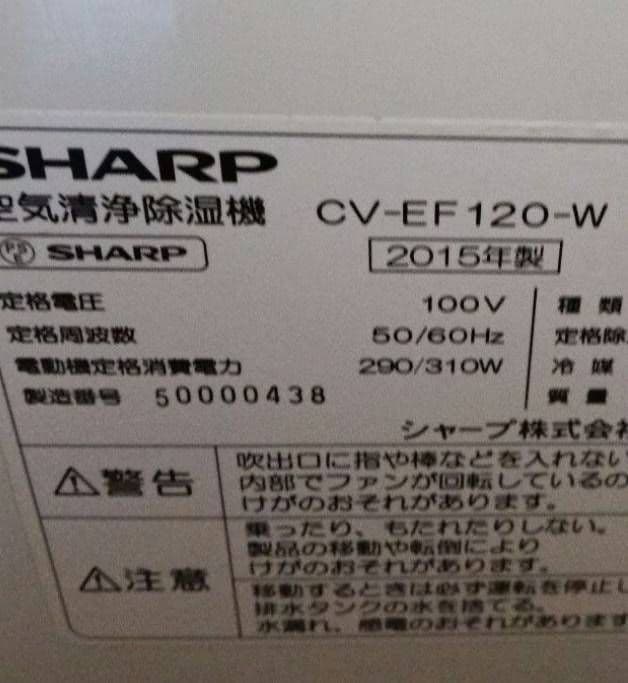 SHARP
空気清浄除湿機 CV-EF120-W
PSE SHARP 2015年製
定格電圧 100V 種類
定格周波数 50/60Hz 定格除
電動機定格消費電力 290/310W 冷媒
製造番号 50000438 質量
シャープ株式会社
警告
吹出口に指や棒などを入れない
内部でファンが回転しているの
けがのおそれがあります。
注意
乗ったり、もたれたりしない。
製品の移動や転倒により
けがのおそれがあります。
移動するときは必ず運転を停止し
排水タンクの水を捨てる。
水漏れ、感電のおそれがあります